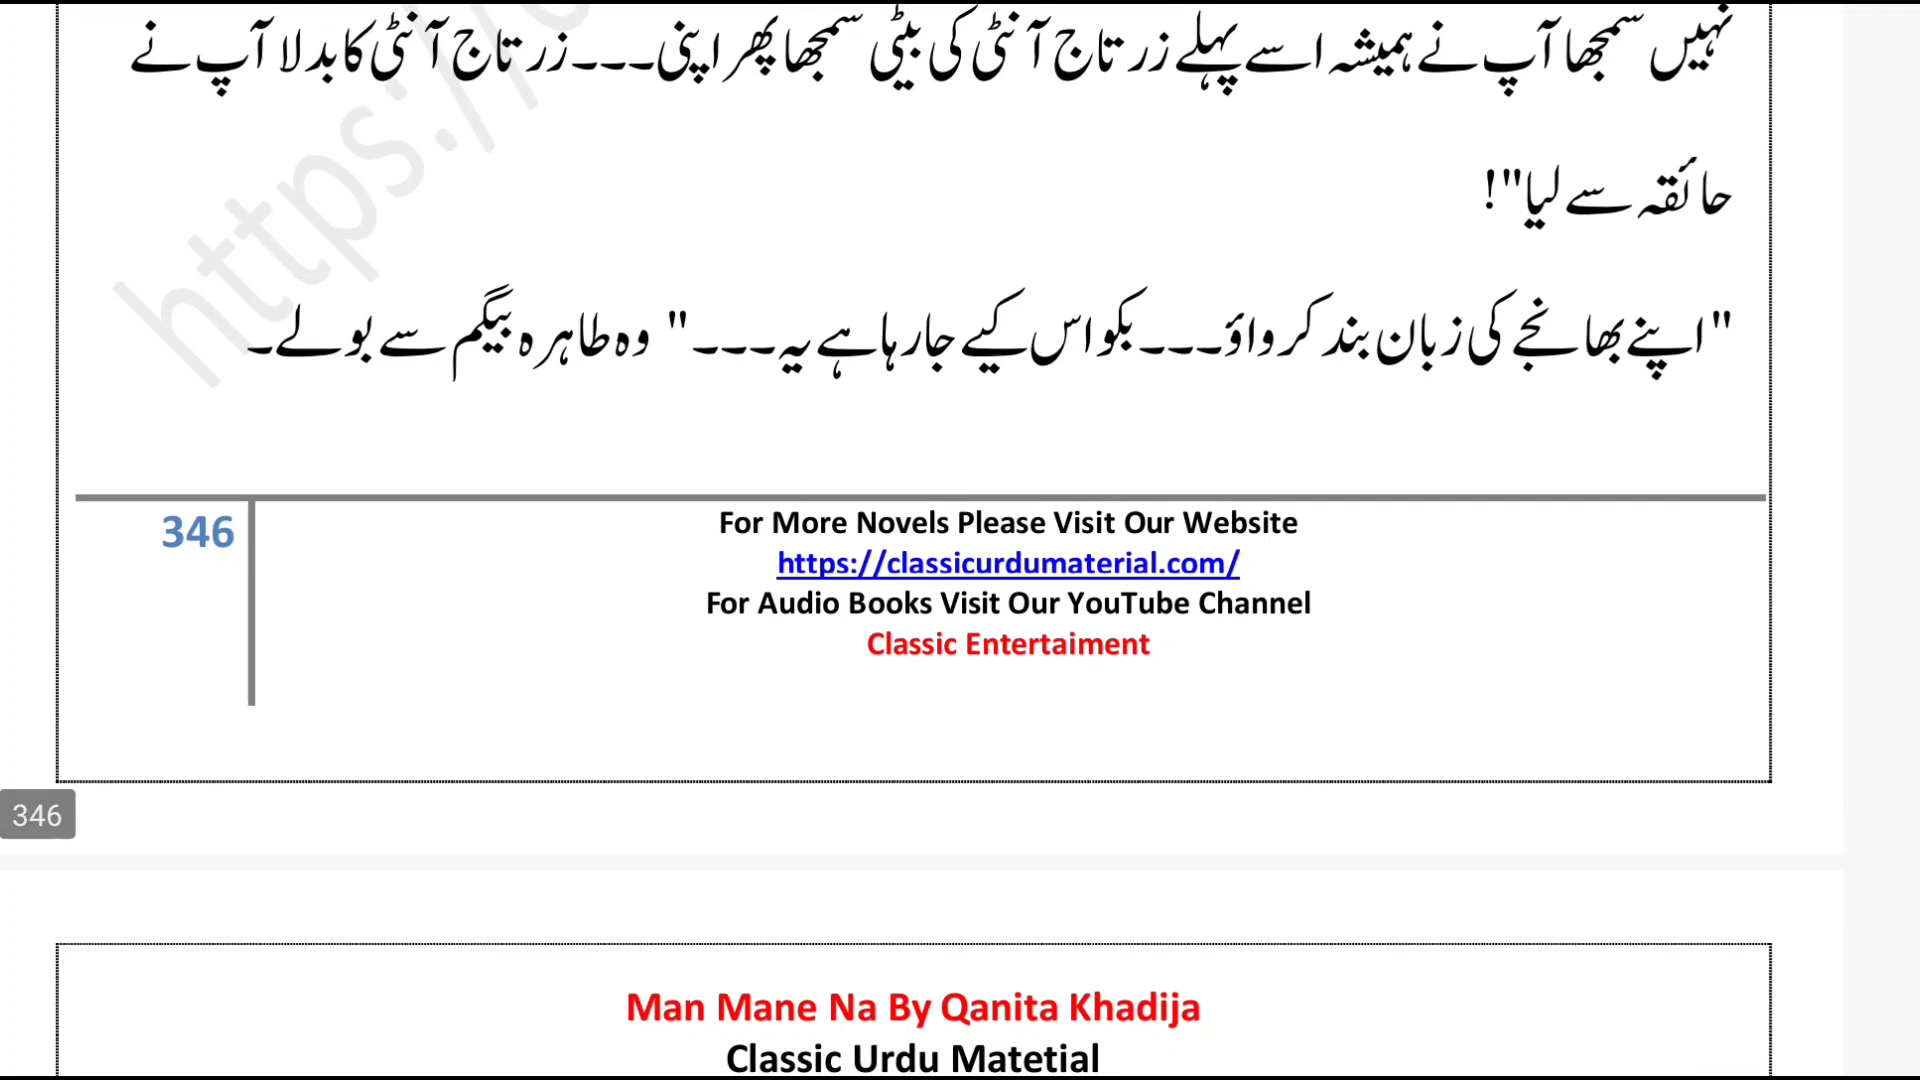 نہیں سمجھا آپ نے ہمیشہ اسے پہلے زرتاج آنٹی کی بیٹی سمجھا پھر اپنی۔۔۔زرتاج آنٹی کا بدلا آپ نے
حائقہ سے لیا"!
"اپنے بھانجے کی زبان بند کرواؤ۔۔۔بکواس کیے جا رہا ہے یہ۔۔۔" وہ طاہرہ بیگم سے بولے۔
https://
346
For More Novels Please Visit Our Website
https://classicurdumaterial.com/
For Audio Books Visit Our YouTube Channel
Classic Entertaiment
346
Man Mane Na By Qanita Khadija
Classic Urdu Matetial